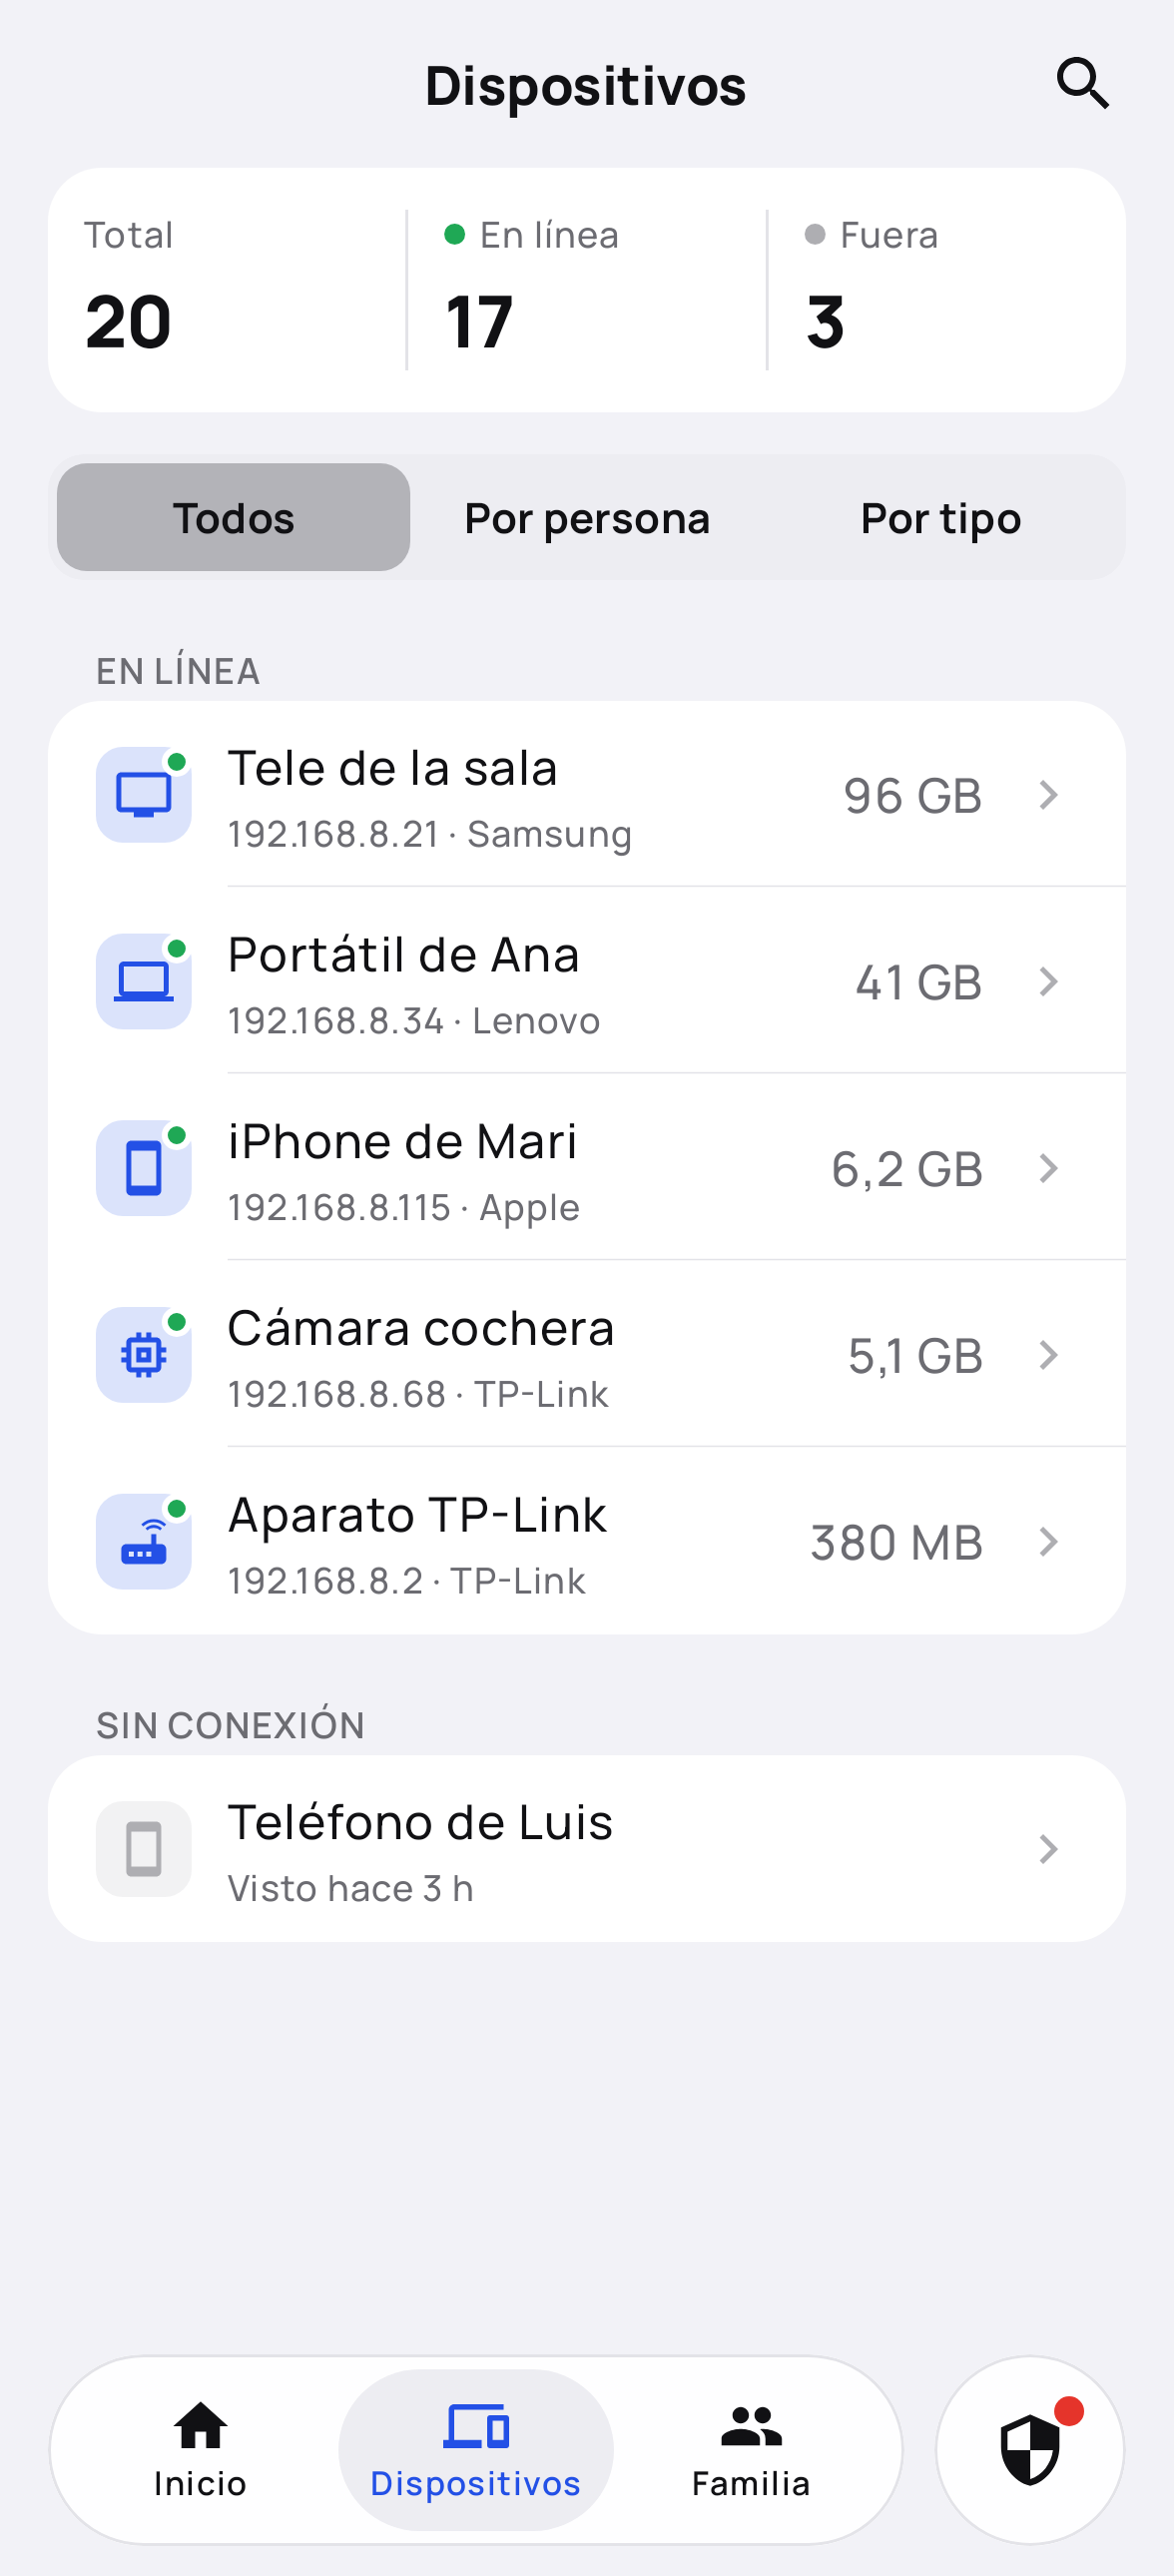 Dispositivos
Total
En línea
Fuera
20
17
3
Todos
Por persona
Por tipo
EN LÍNEA
Tele de la sala
192.168.8.21 · Samsung
96 GB
Portátil de Ana
192.168.8.34 · Lenovo
41 GB
iPhone de Mari
192.168.8.115 · Apple
6,2 GB
Cámara cochera
192.168.8.68 · TP-Link
5,1 GB
Aparato TP-Link
192.168.8.2 · TP-Link
380 MB
SIN CONEXIÓN
Teléfono de Luis
Visto hace 3 h
Inicio
Dispositivos
Familia